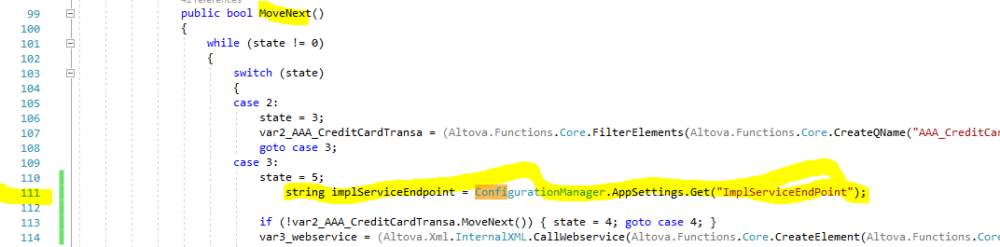 42 references
99 public bool MoveNext()
100 {
101 while (state != 0)
102 {
103 switch (state)
104 {
105 case 2:
106 state = 3;
107 var2_AAA_CreditCardTransa = (Altova.Functions.Core.FilterElements(Altova.Functions.Core.CreateQName("AAA_CreditCar
108 goto case 3;
109 case 3:
110 state = 5;
111 string implServiceEndpoint = ConfigurationManager.AppSettings.Get("ImplServiceEndPoint");
112
113 if (!var2_AAA_CreditCardTransa.MoveNext()) { state = 4; goto case 4; }
114 var3_webservice = (Altova.Xml.InternalXML.CallWebservice(Altova.Functions.Core.CreateElement(Altova.Functions.Core